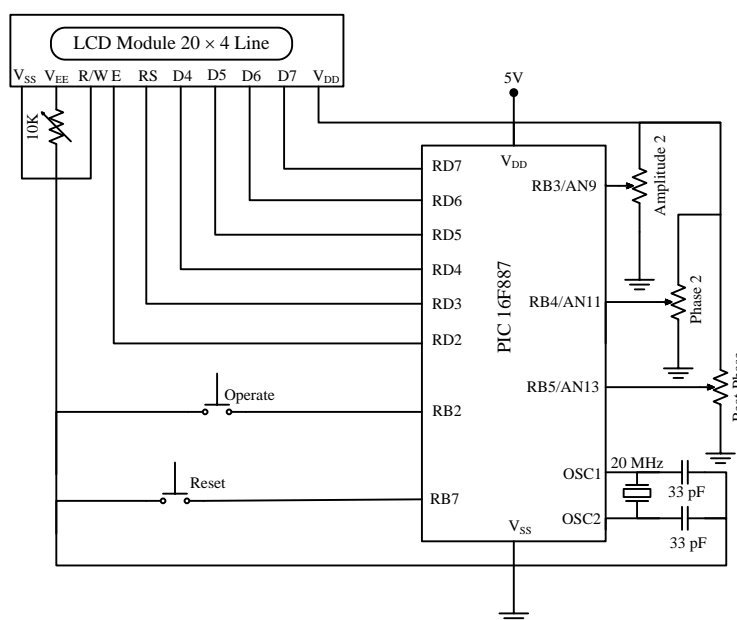 LCD Module 20 × 4 Line
VSS VEE R/W E RS D4 D5 D6 D7 VDD
10K
5V
VDD
RD7
RD6
RD5
RD4
RD3
RD2
RB2
RB7
PIC 16F887
RB3/AN9
RB4/AN11
RB5/AN13
OSC1
OSC2
VSS
Amplitude 2
Phase 2
Phase
Operate
Reset
20 MHz
33 pF
33 pF